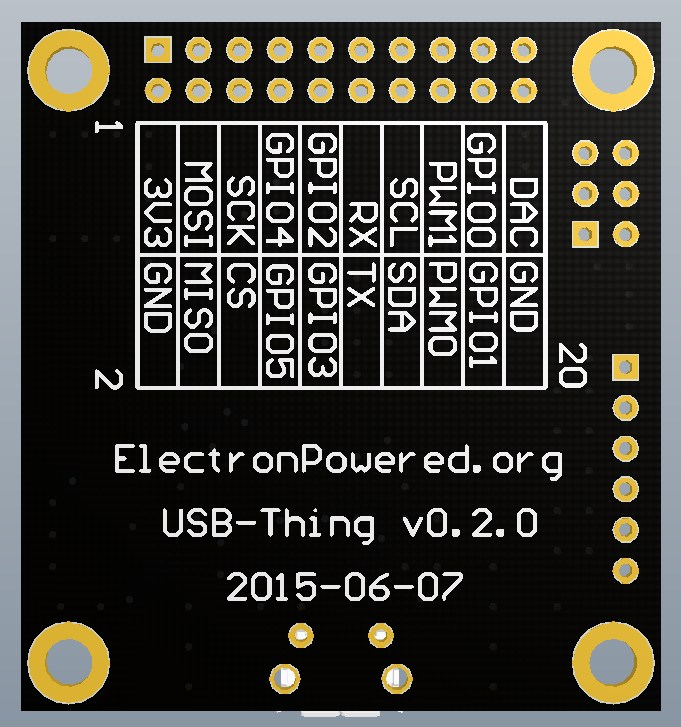 1
3V3 MOSI SCK GPIO4 GPIO2 RX SCL PWM1 GPIO0 DAC
GND MISO CS GPIO5 GPIO3 TX SDA PWM0 GPIO1 GND
2 20
ElectronPowered.org
USB-Thing v0.2.0
2015-06-07